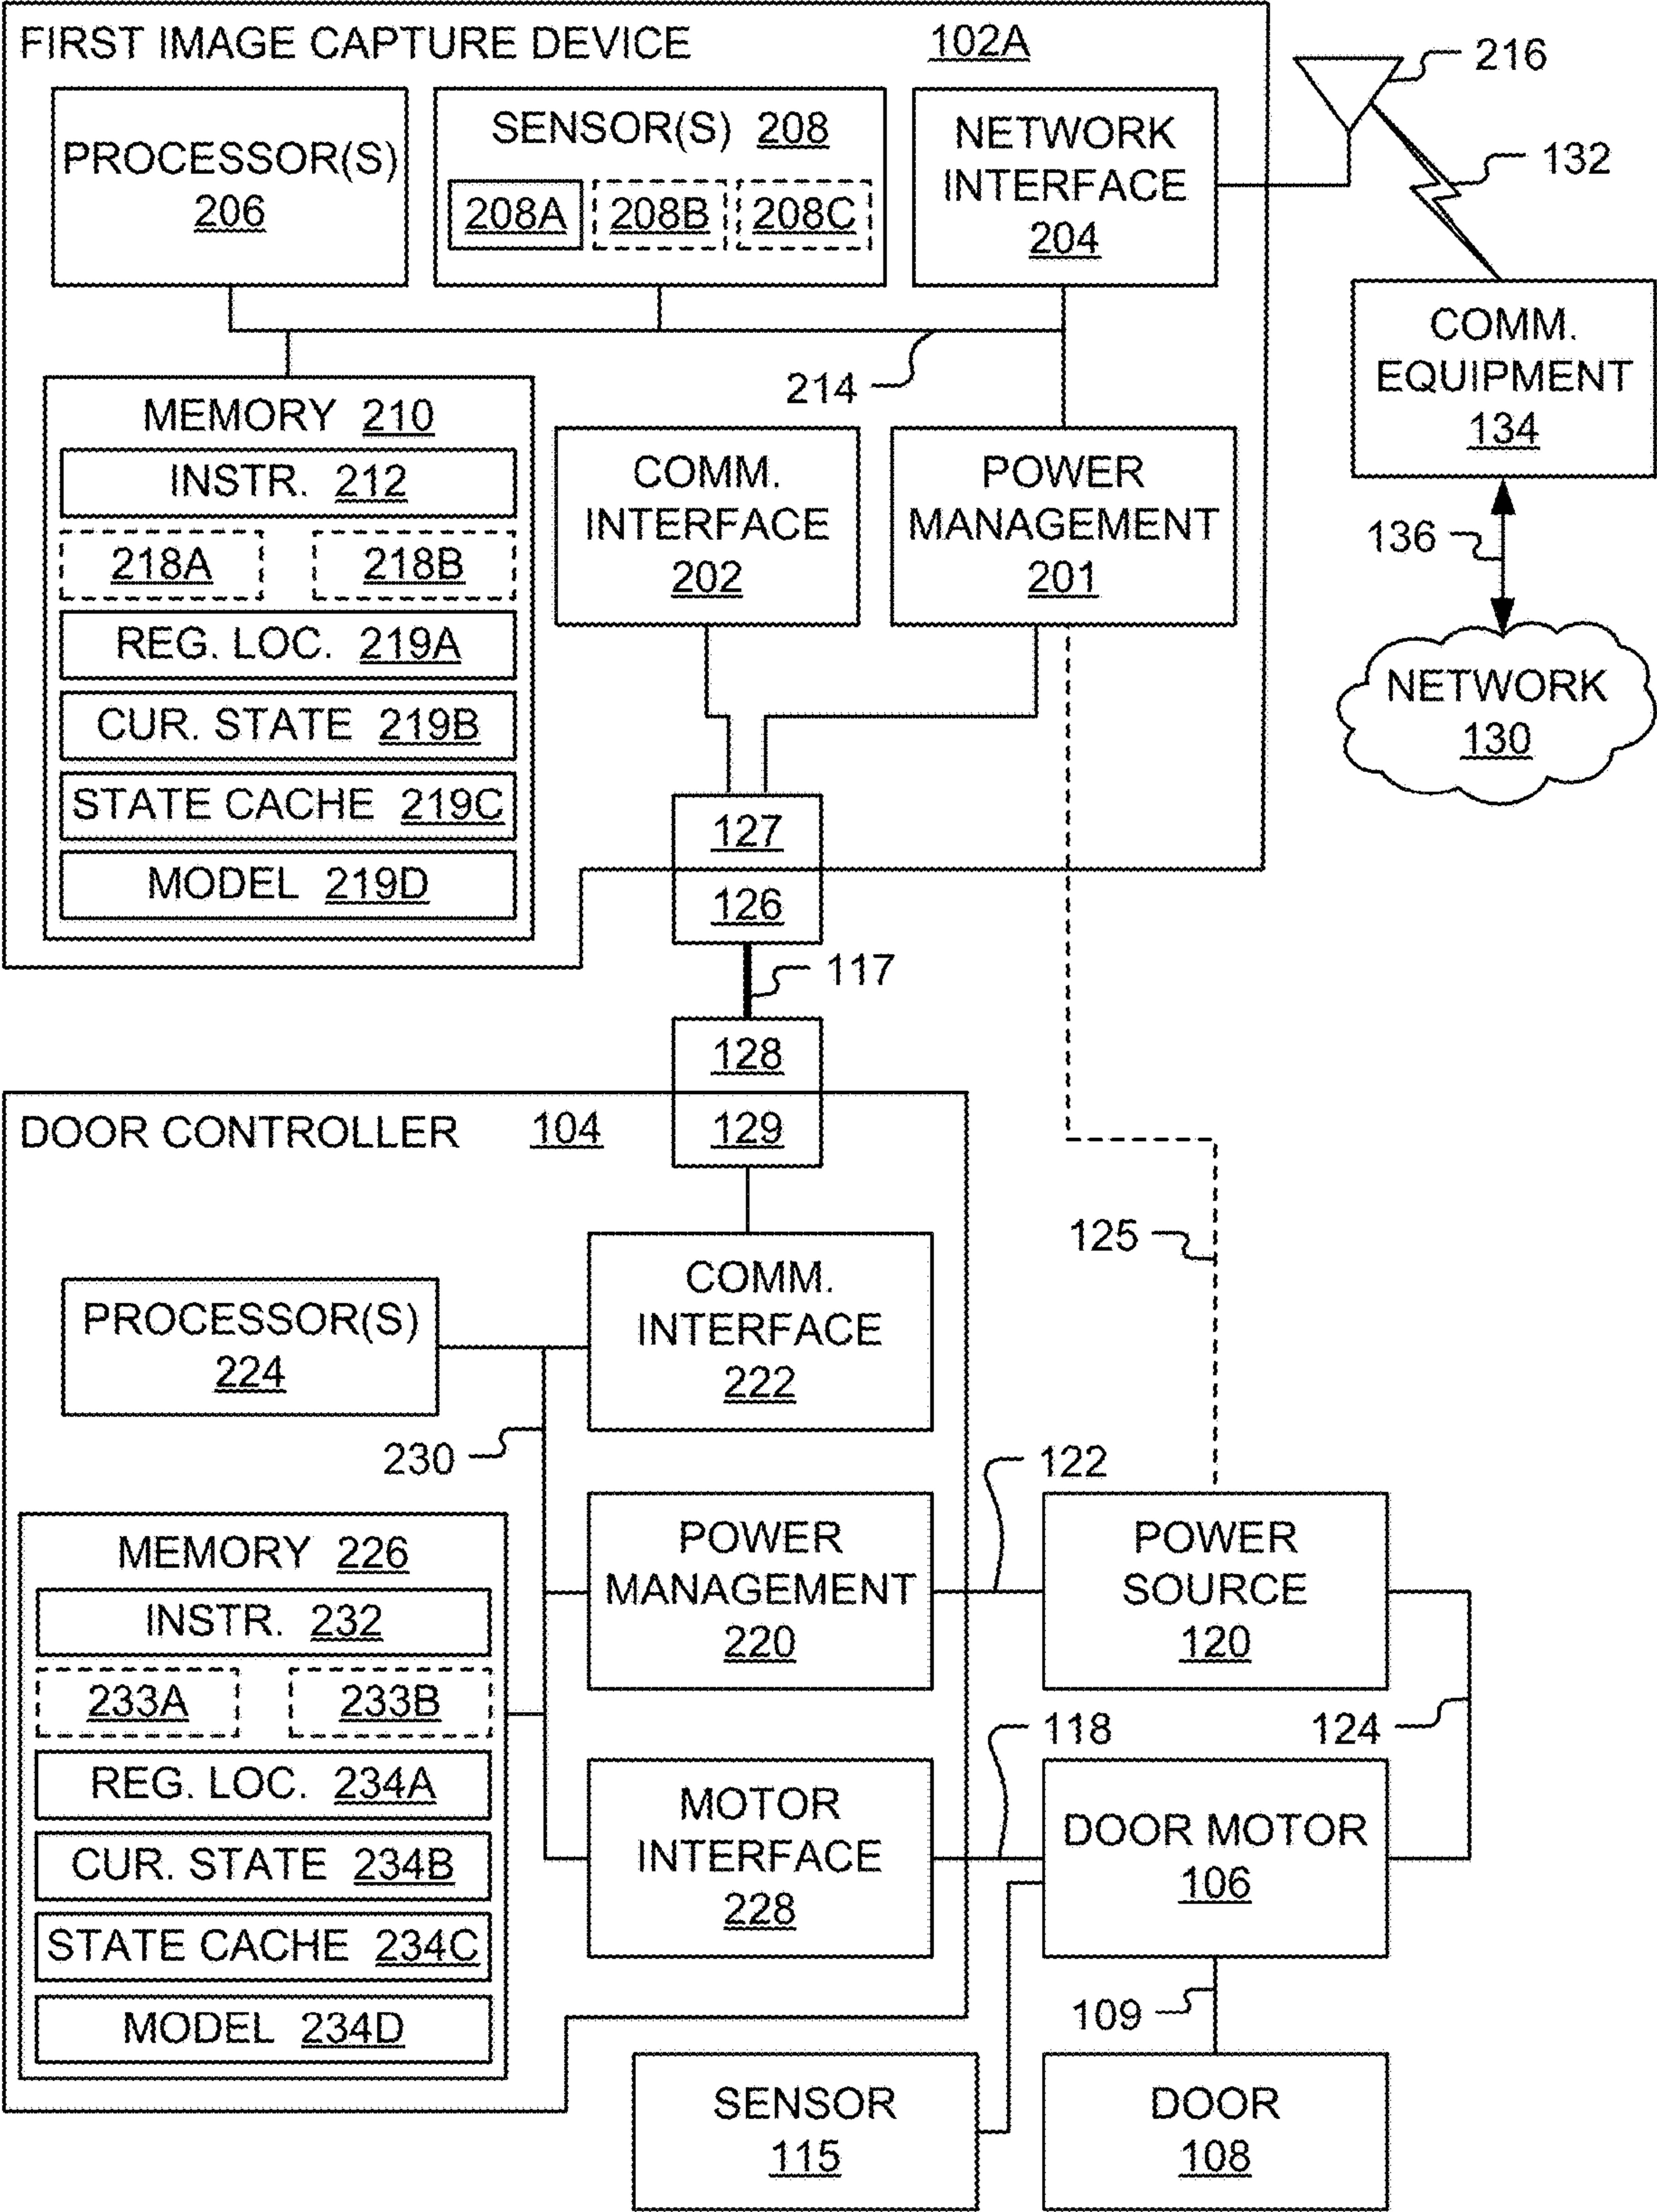 FIRST IMAGE CAPTURE DEVICE 102A
216
PROCESSOR(S)
206
SENSOR(S) 208
208A 208B 208C
NETWORK
INTERFACE
204
132
214
COMM.
EQUIPMENT
134
MEMORY 210
INSTR. 212
218A 218B
REG. LOC. 219A
CUR. STATE 219B
STATE CACHE 219C
MODEL 219D
COMM.
INTERFACE
202
POWER
MANAGEMENT
201
136
NETWORK
130
127
126
117
128
129
DOOR CONTROLLER 104
125
PROCESSOR(S)
224
COMM.
INTERFACE
222
230
122
MEMORY 226
INSTR. 232
233A 233B
REG. LOC. 234A
CUR. STATE 234B
STATE CACHE 234C
MODEL 234D
POWER
MANAGEMENT
220
POWER
SOURCE
120
118
124
MOTOR
INTERFACE
228
DOOR MOTOR
106
109
SENSOR
115
DOOR
108